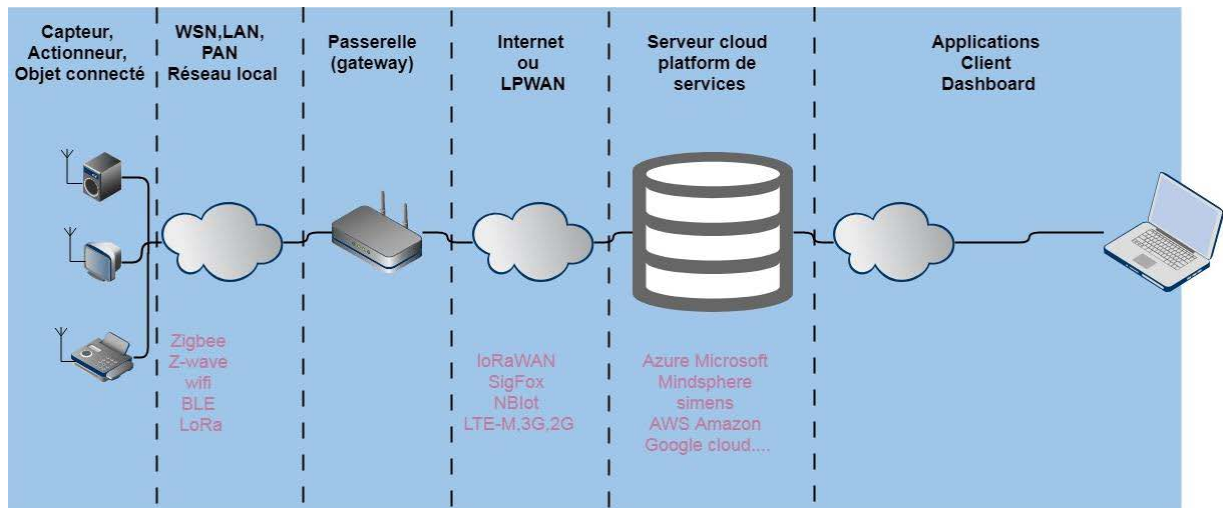 Capteur,
Actionneur,
Objet connecté
WSN,LAN,
PAN
Réseau local
Passerelle
(gateway)
Internet
ou
LPWAN
Serveur cloud
platform de
services
Applications
Client
Dashboard
Zigbee
Z-wave
wifi
BLE
LoRa
loRaWAN
SigFox
NBIot
LTE-M,3G,2G
Azure Microsoft
Mindsphere
simens
AWS Amazon
Google cloud....